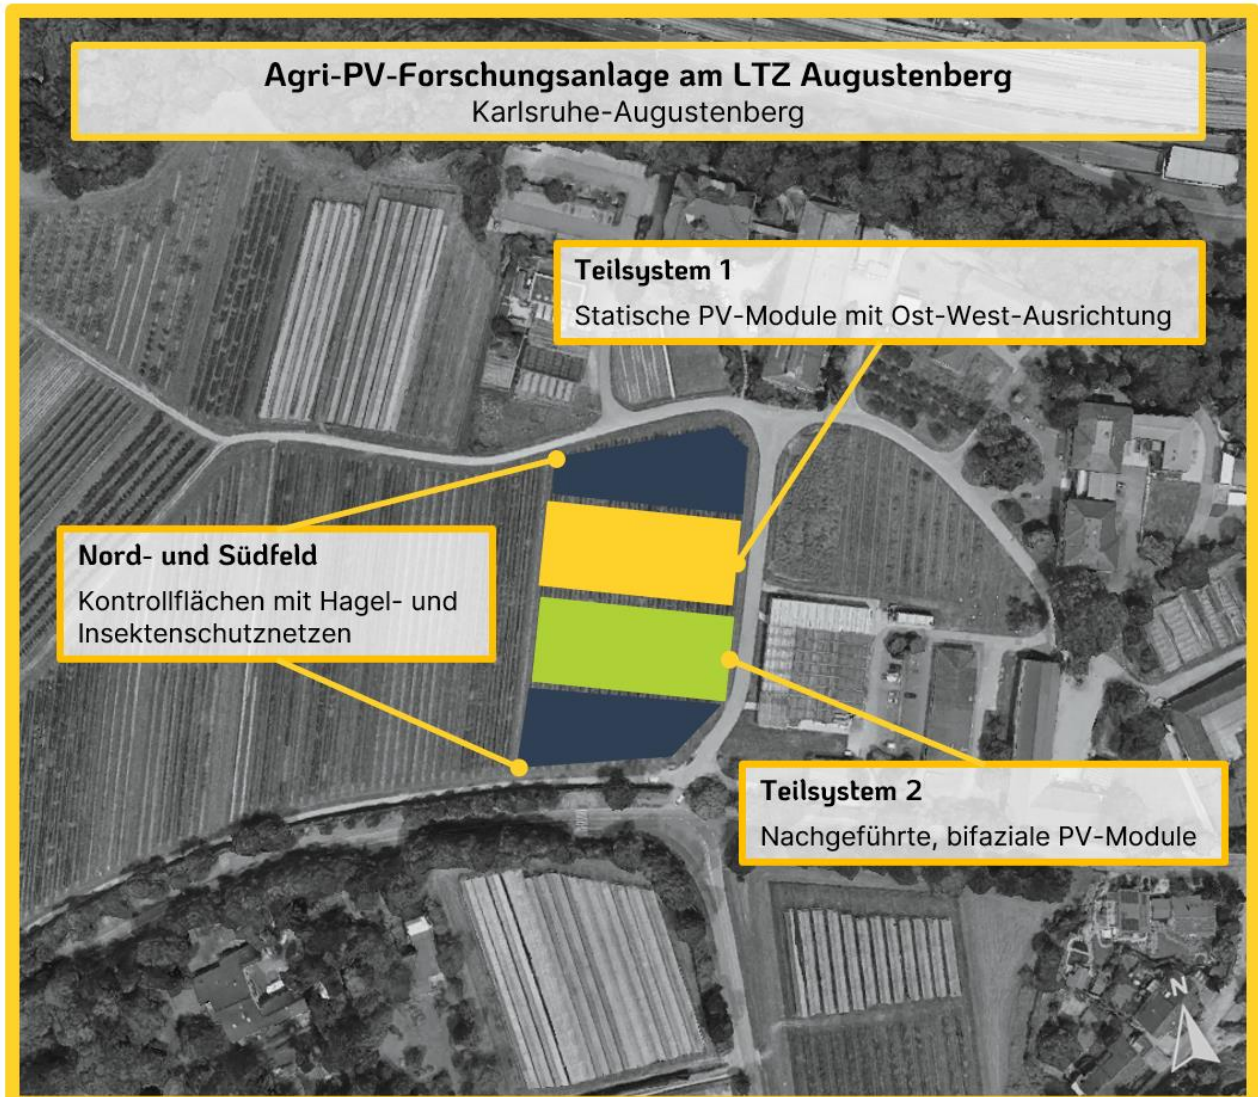 Agri-PV-Forschungsanlage am LTZ Augustenberg
Karlsruhe-Augustenberg
Teilsystem 1
Statische PV-Module mit Ost-West-Ausrichtung
Nord- und Südfeld
Kontrollflächen mit Hagel- und
Insektenschutznetzen
Teilsystem 2
Nachgeführte, bifaziale PV-Module
N